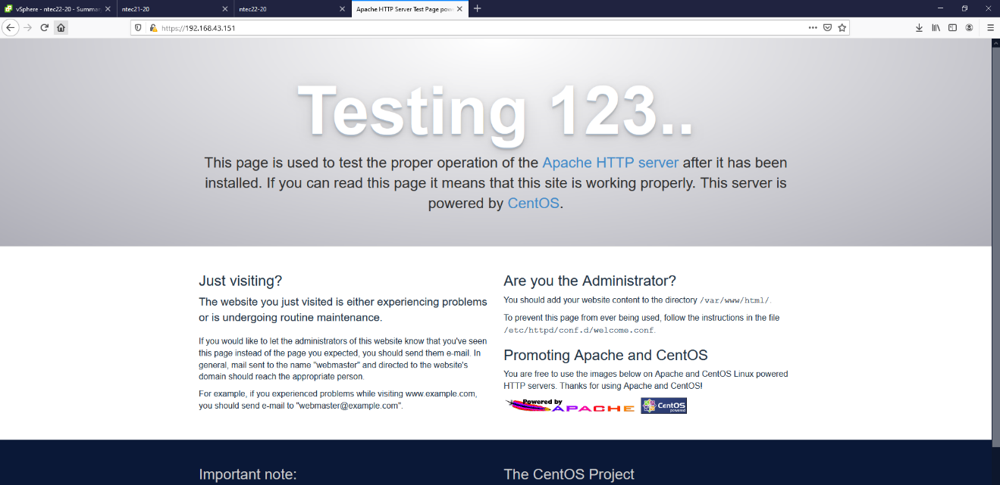 vSphere - ntec22-20 - Summar
ntec21-20
ntec22-20
Apache HTTP Server Test Page pow
https://192.168.43.151
Testing 123..
This page is used to test the proper operation of the Apache HTTP server after it has been
installed. If you can read this page it means that this site is working properly. This server is
powered by CentOS.
Just visiting?
The website you just visited is either experiencing problems
or is undergoing routine maintenance.
If you would like to let the administrators of this website know that you've seen
this page instead of the page you expected, you should send them e-mail. In
general, mail sent to the name "webmaster" and directed to the website's
domain should reach the appropriate person.
For example, if you experienced problems while visiting www.example.com,
you should send e-mail to "webmaster@example.com".
Are you the Administrator?
You should add your website content to the directory /var/www/html/.
To prevent this page from ever being used, follow the instructions in the file
/etc/httpd/conf.d/welcome.conf.
Promoting Apache and CentOS
You are free to use the images below on Apache and CentOS Linux powered
HTTP servers. Thanks for using Apache and CentOS!
Powered by
APACHE
CentOS
powered
Important note:
The CentOS Project